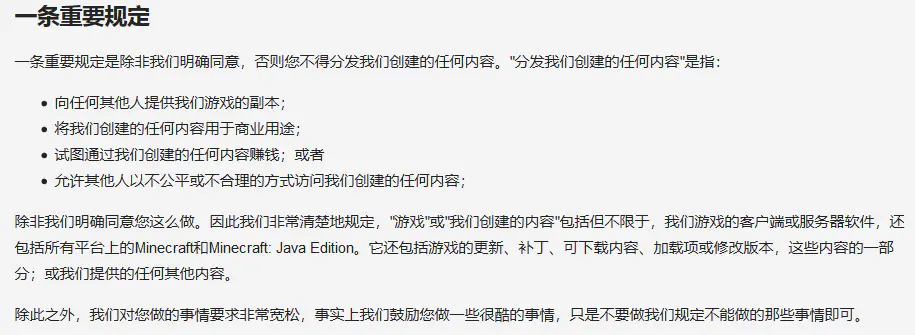 一条重要规定
一条重要规定是除非我们明确同意，否则您不得分发我们创建的任何内容。"分发我们创建的任何内容"是指：
向任何其他人提供我们游戏的副本；
将我们创建的任何内容用于商业用途；
试图通过我们创建的任何内容赚钱；或者
允许其他人以不公平或不合理的方式访问我们创建的任何内容；
除非我们明确同意您这么做。因此我们非常清楚地规定，"游戏"或"我们创建的内容"包括但不限于，我们游戏的客户端或服务器软件，还
包括所有平台上的Minecraft和Minecraft: Java Edition。它还包括游戏的更新、补丁、可下载内容、加载项或修改版本，这些内容的一部
分；或我们提供的任何其他内容。
除此之外，我们对您做的事情要求非常宽松，事实上我们鼓励您做一些很酷的事情，只是不要做我们规定不能做的那些事情即可。